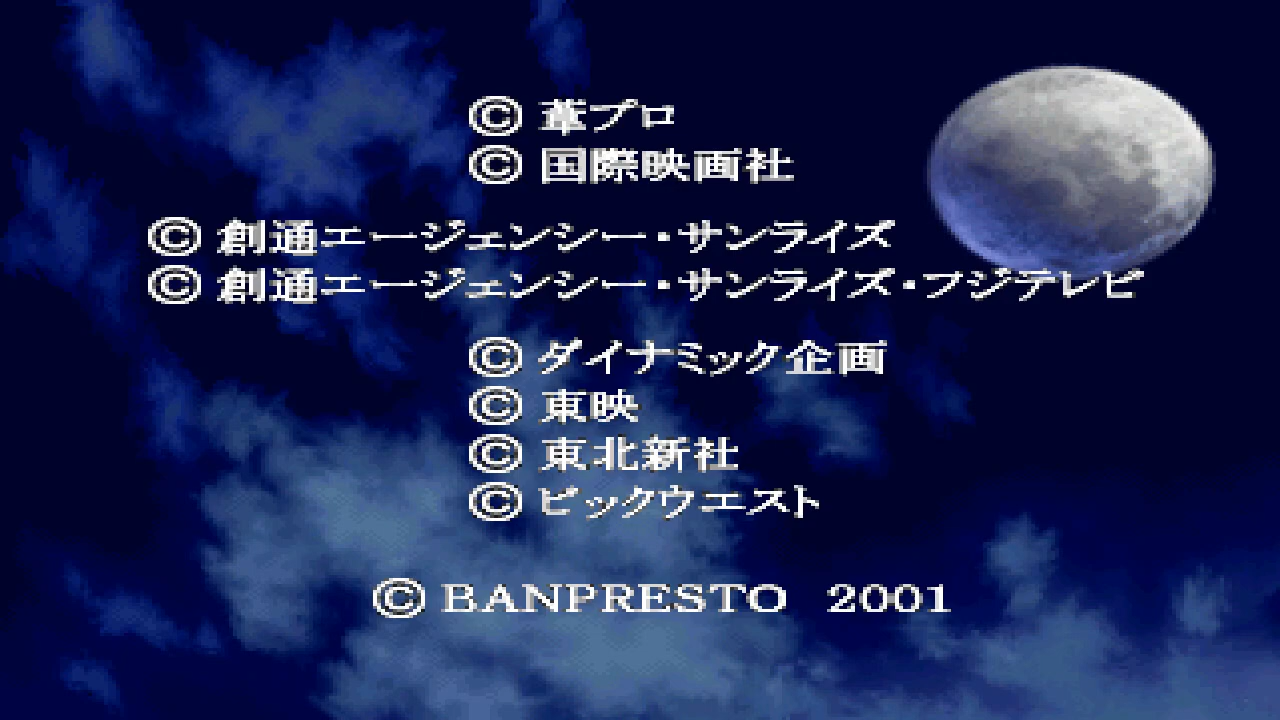 © 葦プロ
© 国際映画社
© 創通エージェンシー・サンライズ
© 創通エージェンシー・サンライズ・フジテレビ
© ダイナミック企画
© 東映
© 東北新社
© ビックウエスト
© BANPRESTO 2001